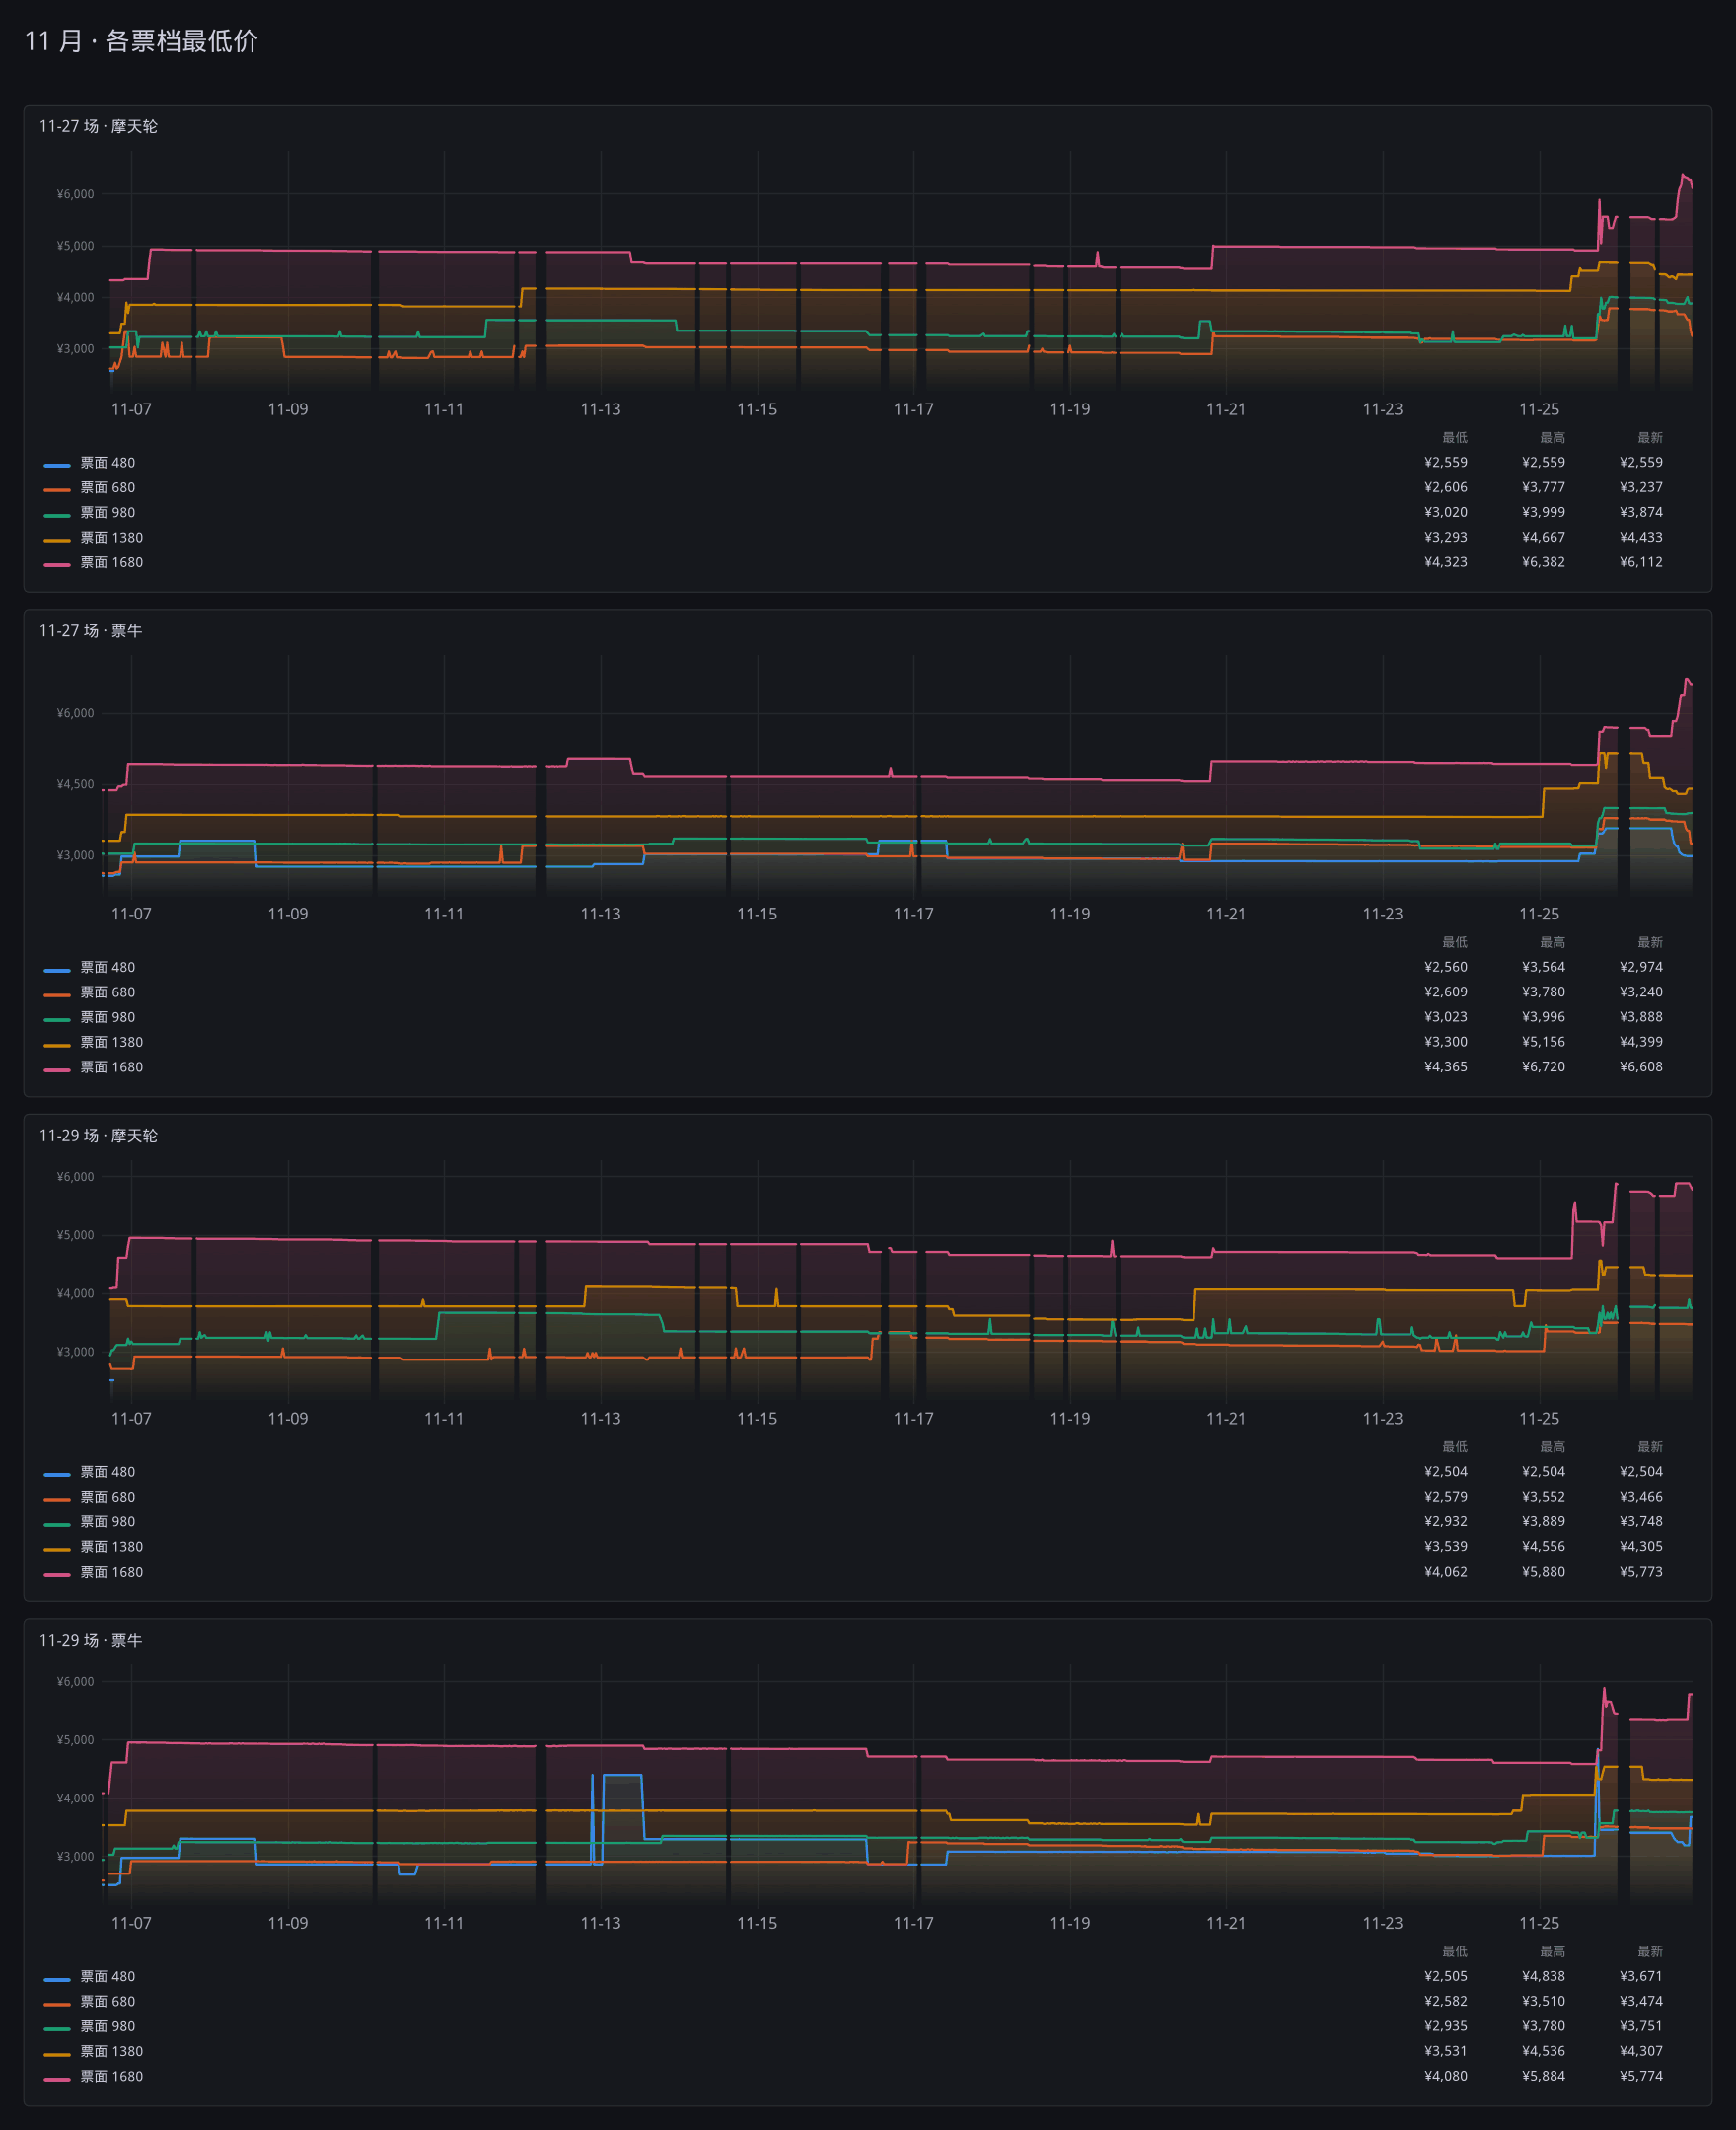 11 月 · 各票档最低价
11-27 场 · 摩天轮
¥6,000
¥5,000
¥4,000
¥3,000
11-07 11-09 11-11 11-13 11-15 11-17 11-19 11-21 11-23 11-25
最低 最高 最新
票面 480 ¥2,559 ¥2,559 ¥2,559
票面 680 ¥2,606 ¥3,777 ¥3,237
票面 980 ¥3,020 ¥3,999 ¥3,874
票面 1380 ¥3,293 ¥4,667 ¥4,433
票面 1680 ¥4,323 ¥6,382 ¥6,112
11-27 场 · 票牛
¥6,000
¥4,500
¥3,000
11-07 11-09 11-11 11-13 11-15 11-17 11-19 11-21 11-23 11-25
最低 最高 最新
票面 480 ¥2,560 ¥3,564 ¥2,974
票面 680 ¥2,609 ¥3,780 ¥3,240
票面 980 ¥3,023 ¥3,996 ¥3,888
票面 1380 ¥3,300 ¥5,156 ¥4,399
票面 1680 ¥4,365 ¥6,720 ¥6,608
11-29 场 · 摩天轮
¥6,000
¥5,000
¥4,000
¥3,000
11-07 11-09 11-11 11-13 11-15 11-17 11-19 11-21 11-23 11-25
最低 最高 最新
票面 480 ¥2,504 ¥2,504 ¥2,504
票面 680 ¥2,579 ¥3,552 ¥3,466
票面 980 ¥2,932 ¥3,889 ¥3,748
票面 1380 ¥3,539 ¥4,556 ¥4,305
票面 1680 ¥4,062 ¥5,880 ¥5,773
11-29 场 · 票牛
¥6,000
¥5,000
¥4,000
¥3,000
11-07 11-09 11-11 11-13 11-15 11-17 11-19 11-21 11-23 11-25
最低 最高 最新
票面 480 ¥2,505 ¥4,838 ¥3,671
票面 680 ¥2,582 ¥3,510 ¥3,474
票面 980 ¥2,935 ¥3,780 ¥3,751
票面 1380 ¥3,531 ¥4,536 ¥4,307
票面 1680 ¥4,080 ¥5,884 ¥5,774